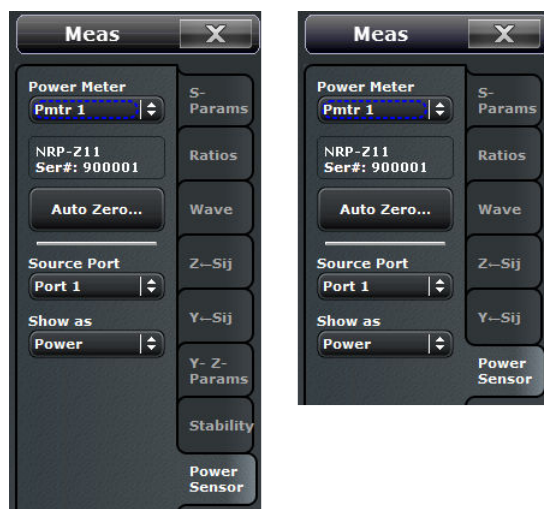 Meas X
Power Meter
Pmtr 1
NRP-Z11
Ser#: 900001
Auto Zero...
Source Port
Port 1
Show as
Power
S-
Params
Ratios
Wave
Z←Sij
Y←Sij
Y- Z-
Params
Stability
Power
Sensor
Meas X
Power Meter
Pmtr 1
NRP-Z11
Ser#: 900001
Auto Zero...
Source Port
Port 1
Show as
Power
S-
Params
Ratios
Wave
Z←Sij
Y←Sij
Power
Sensor